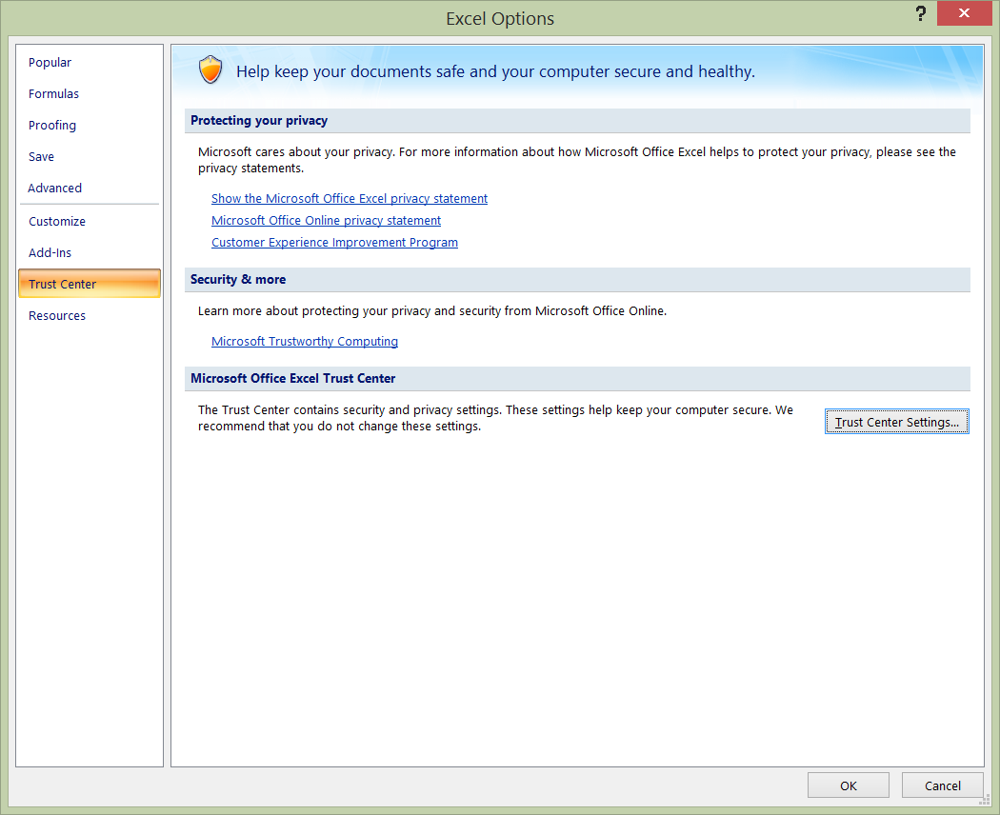 Excel Options
?
Popular
Formulas
Proofing
Save
Advanced
Customize
Add-Ins
Trust Center
Resources
Help keep your documents safe and your computer secure and healthy.
Protecting your privacy
Microsoft cares about your privacy. For more information about how Microsoft Office Excel helps to protect your privacy, please see the
privacy statements.
Show the Microsoft Office Excel privacy statement
Microsoft Office Online privacy statement
Customer Experience Improvement Program
Security & more
Learn more about protecting your privacy and security from Microsoft Office Online.
Microsoft Trustworthy Computing
Microsoft Office Excel Trust Center
The Trust Center contains security and privacy settings. These settings help keep your computer secure. We
recommend that you do not change these settings.
Trust Center Settings...
OK
Cancel